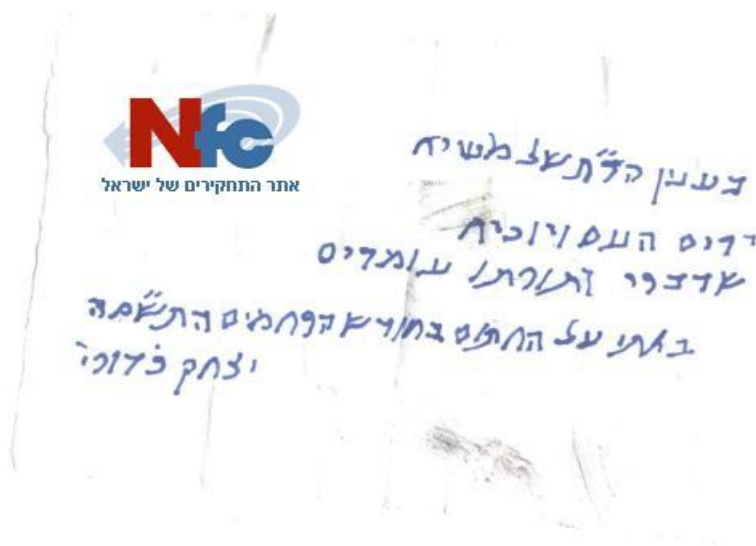 Nfc
אתר התחקירים של ישראל
בענין הר״ת של משיח
ירים העם ויוכיח
שדברו ותורתו עומדים
באתי על החתום בחודש הרחמים התשס״ה
יצחק כדורי